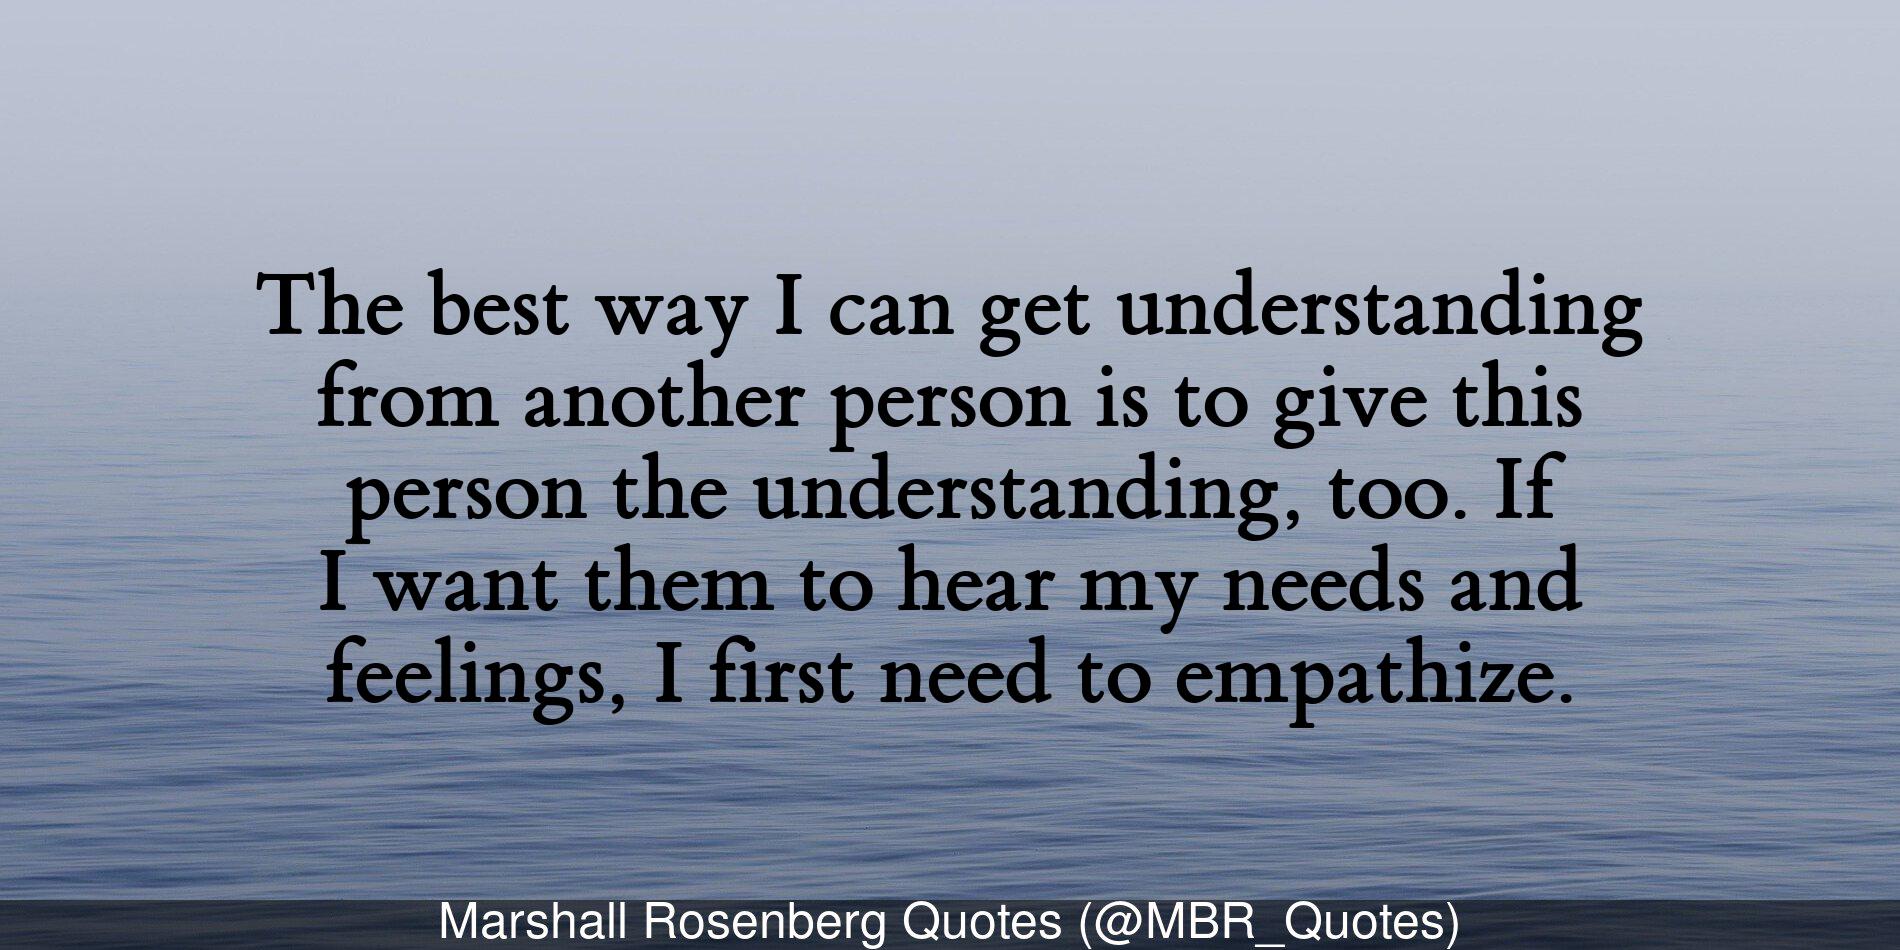 The best way I can get understanding
from another person is to give this
person the understanding, too. If
I want them to hear my needs and
feelings, I first need to empathize.
Marshall Rosenberg Quotes (@MBR_Quotes)